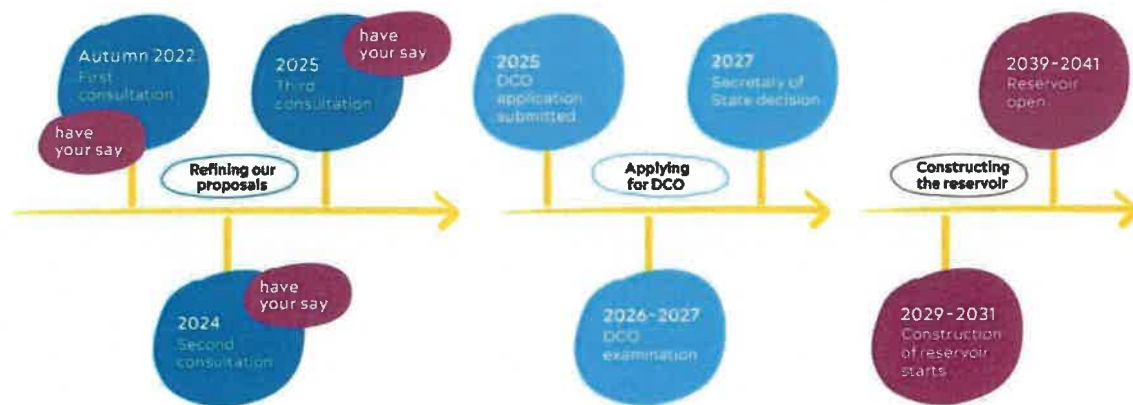 Autumn 2022
First
consultation
have
your say
2025
Third
consultation
have
your say
Refining our
proposals
2024
Second
consultation
have
your say
2025
DCO
application
submitted
2027
Secretary of
State decision
Applying
for DCO
2026-2027
DCO
examination
2039-2041
Reservoir
open
Constructing
the reservoir
2029-2031
Construction
of reservoir
starts